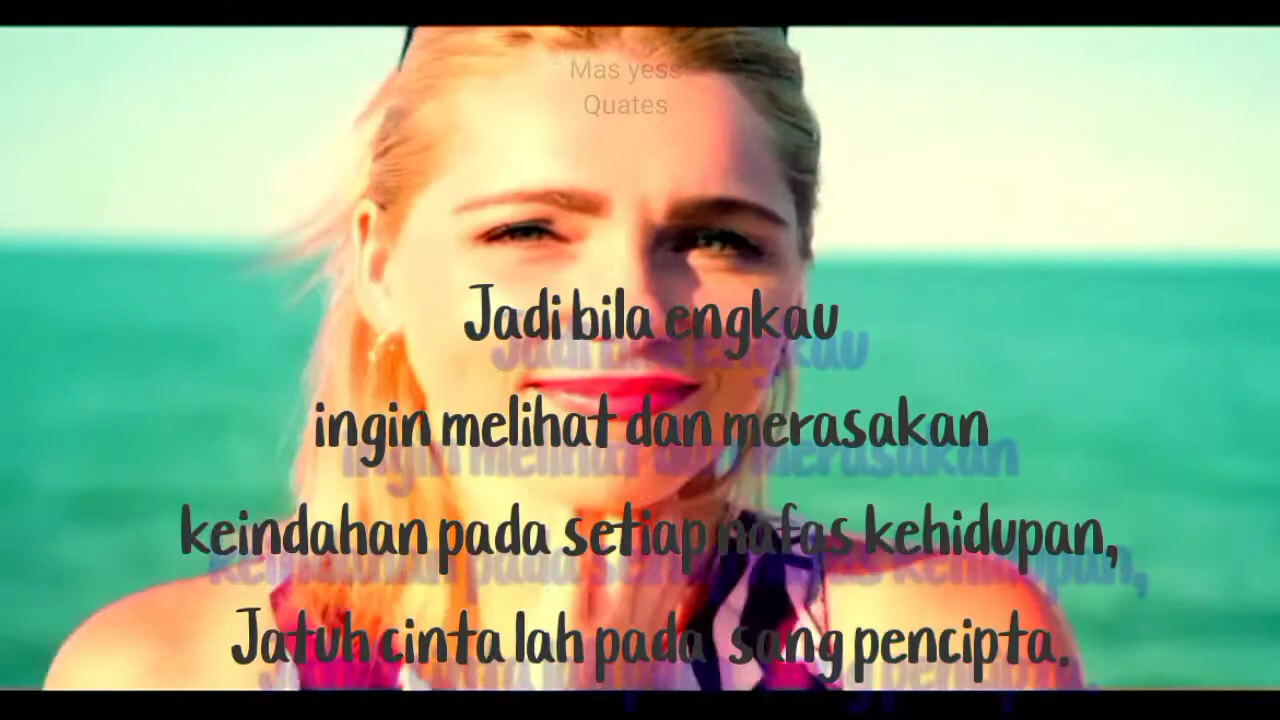 Mas yess
Quates
Jadi bila engkau
ingin melihat dan merasakan
keindahan pada setiap nafas kehidupan,
Jatuh cinta lah pada sang pencipta.